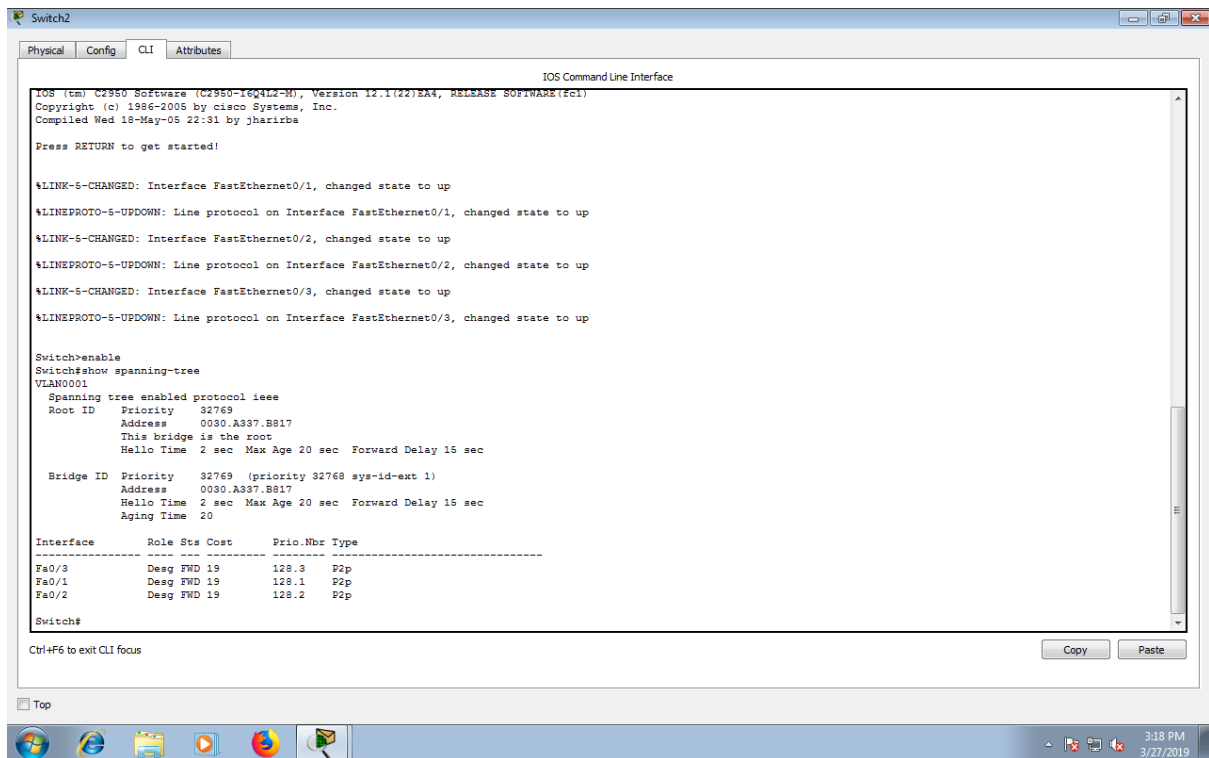 Switch2
Physical Config CLI Attributes
IOS Command Line Interface
IOS (tm) C2950 Software (C2950-I6Q4L2-M), Version 12.1(22)EA4, RELEASE SOFTWARE(fc1)
Copyright (c) 1986-2005 by cisco Systems, Inc.
Compiled Wed 18-May-05 22:31 by jharirba
Press RETURN to get started!
%LINK-5-CHANGED: Interface FastEthernet0/1, changed state to up
%LINEPROTO-5-UPDOWN: Line protocol on Interface FastEthernet0/1, changed state to up
%LINK-5-CHANGED: Interface FastEthernet0/2, changed state to up
%LINEPROTO-5-UPDOWN: Line protocol on Interface FastEthernet0/2, changed state to up
%LINK-5-CHANGED: Interface FastEthernet0/3, changed state to up
%LINEPROTO-5-UPDOWN: Line protocol on Interface FastEthernet0/3, changed state to up
Switch>enable
Switch#show spanning-tree
VLAN0001
Spanning tree enabled protocol ieee
Root ID Priority 32769
Address 0030.A337.B817
This bridge is the root
Hello Time 2 sec Max Age 20 sec Forward Delay 15 sec
Bridge ID Priority 32769 (priority 32768 sys-id-ext 1)
Address 0030.A337.B817
Hello Time 2 sec Max Age 20 sec Forward Delay 15 sec
Aging Time 20
Interface Role Sts Cost Prio.Nbr Type
---------------- ---- --- --------- -------- --------------------------------
Fa0/3 Desg FWD 19 128.3 P2p
Fa0/1 Desg FWD 19 128.1 P2p
Fa0/2 Desg FWD 19 128.2 P2p
Switch#
Ctrl+F6 to exit CLI focus
Copy Paste
Top
3:18 PM
3/27/2019